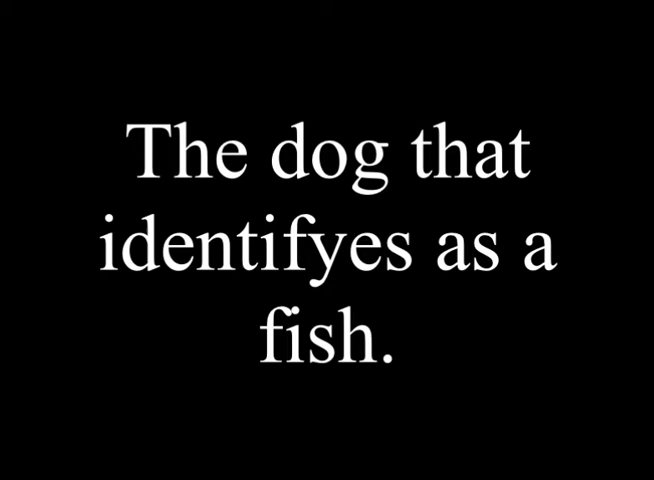 The dog that
identifyes as a
fish.